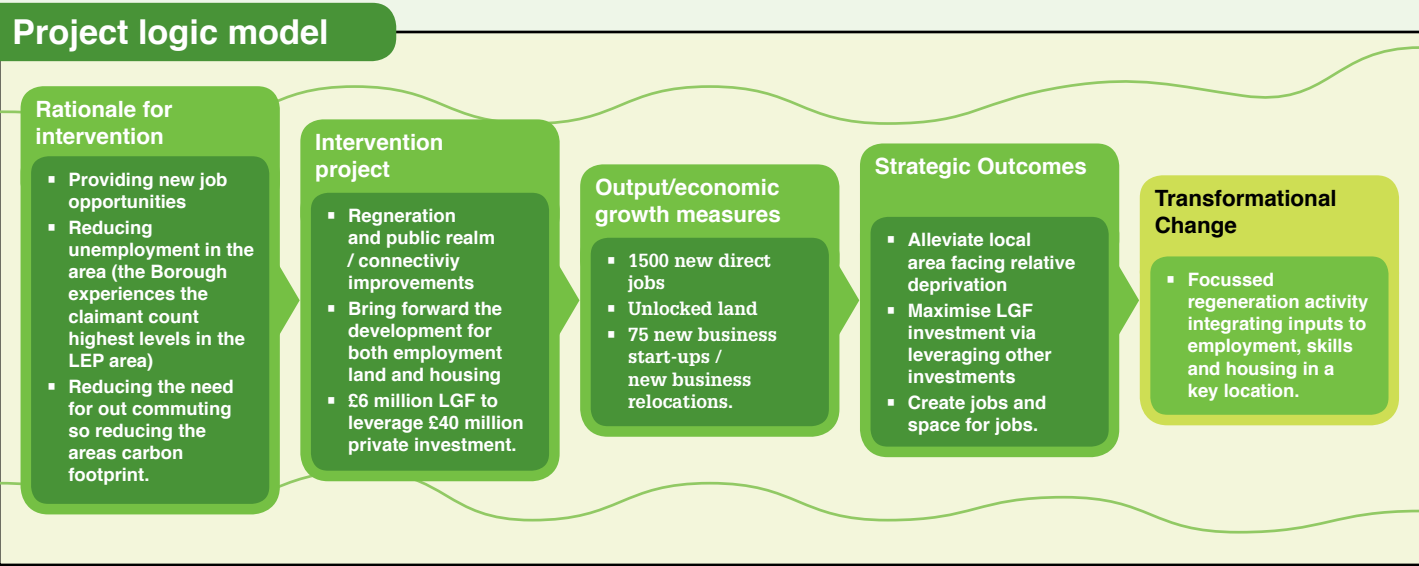 Project logic model
Rationale for
intervention
▪ Providing new job
opportunities
▪ Reducing
unemployment in the
area (the Borough
experiences the
claimant count
highest levels in the
LEP area)
▪ Reducing the need
for out commuting
so reducing the
areas carbon
footprint.
Intervention
project
▪ Regneration
and public realm
/ connectiviy
improvements
▪ Bring forward the
development for
both employment
land and housing
▪ £6 million LGF to
leverage £40 million
private investment.
Output/economic
growth measures
▪ 1500 new direct
jobs
▪ Unlocked land
▪ 75 new business
start-ups /
new business
relocations.
Strategic Outcomes
▪ Alleviate local
area facing relative
deprivation
▪ Maximise LGF
investment via
leveraging other
investments
▪ Create jobs and
space for jobs.
Transformational
Change
▪ Focussed
regeneration activity
integrating inputs to
employment, skills
and housing in a
key location.